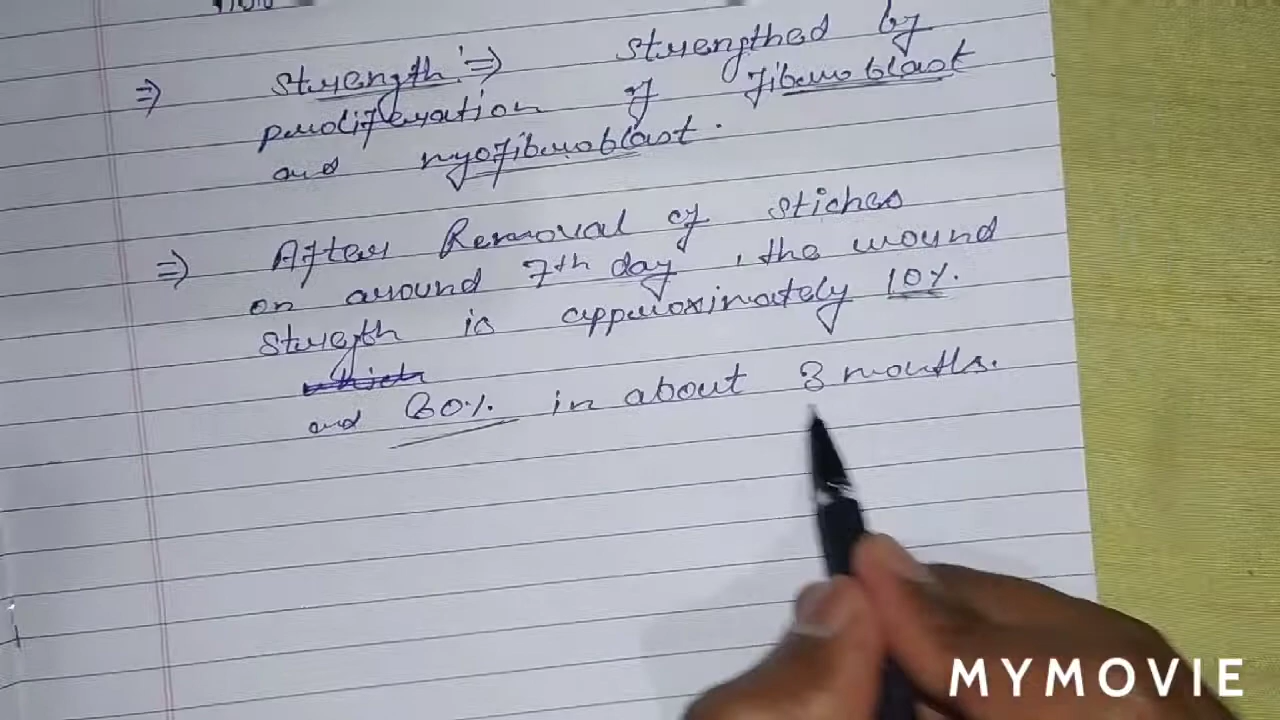 ⇒ Strength :⇒ Strengthed by
proliferation of fibroblast
and myofibroblast.
⇒ After Removal of stiches
on around 7th day, the wound
strength is approximately 10%.
and 80% in about 3 months.
MYMOVIE